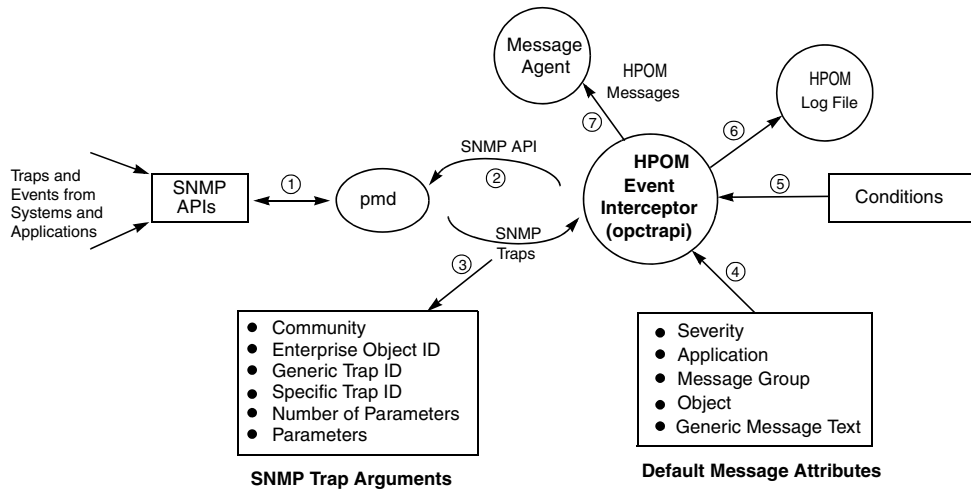 Message
Agent
HPOM
Messages
HPOM
Log File
⑦
⑥
Traps and
Events from
Systems and
Applications
SNMP
APIs
①
pmd
SNMP API
②
SNMP
Traps
③
HPOM
Event
Interceptor
(opctrapi)
⑤
Conditions
④
● Community
● Enterprise Object ID
● Generic Trap ID
● Specific Trap ID
● Number of Parameters
● Parameters
SNMP Trap Arguments
● Severity
● Application
● Message Group
● Object
● Generic Message Text
Default Message Attributes